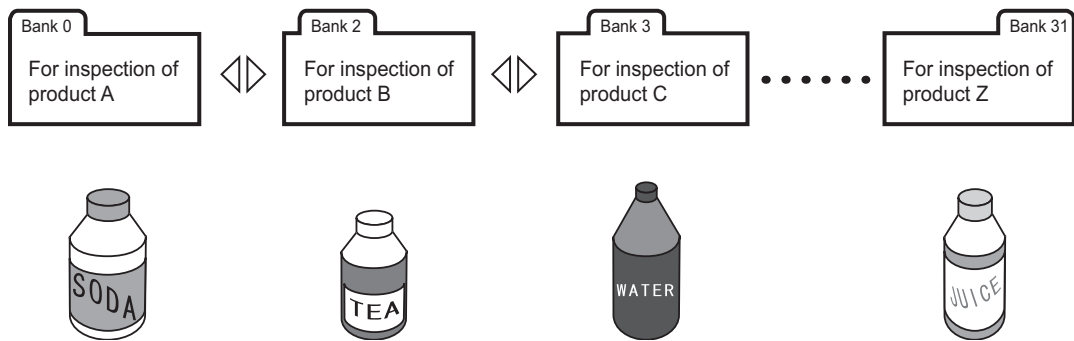 Bank 0
For inspection of
product A
Bank 2
For inspection of
product B
Bank 3
For inspection of
product C
Bank 31
For inspection of
product Z
SODA
TEA
WATER
JUICE